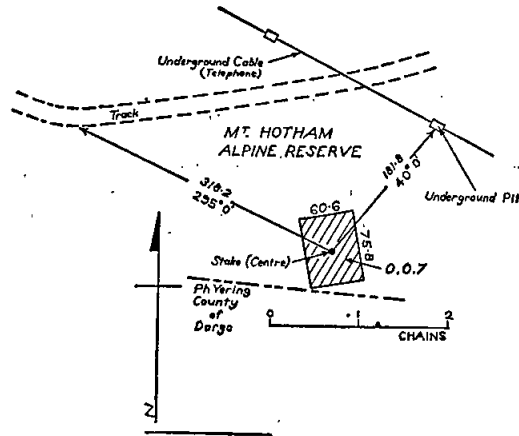 Underground Cable
(Telephone)
Track
MT. HOTHAM
ALPINE RESERVE
318·2
295°0'
181·8
40°0'
Underground Pit
60·6
75·8
Stake (Centre)
0.0.7
Ph Yering
County
of
Dargo
0 1 2
CHAINS
N